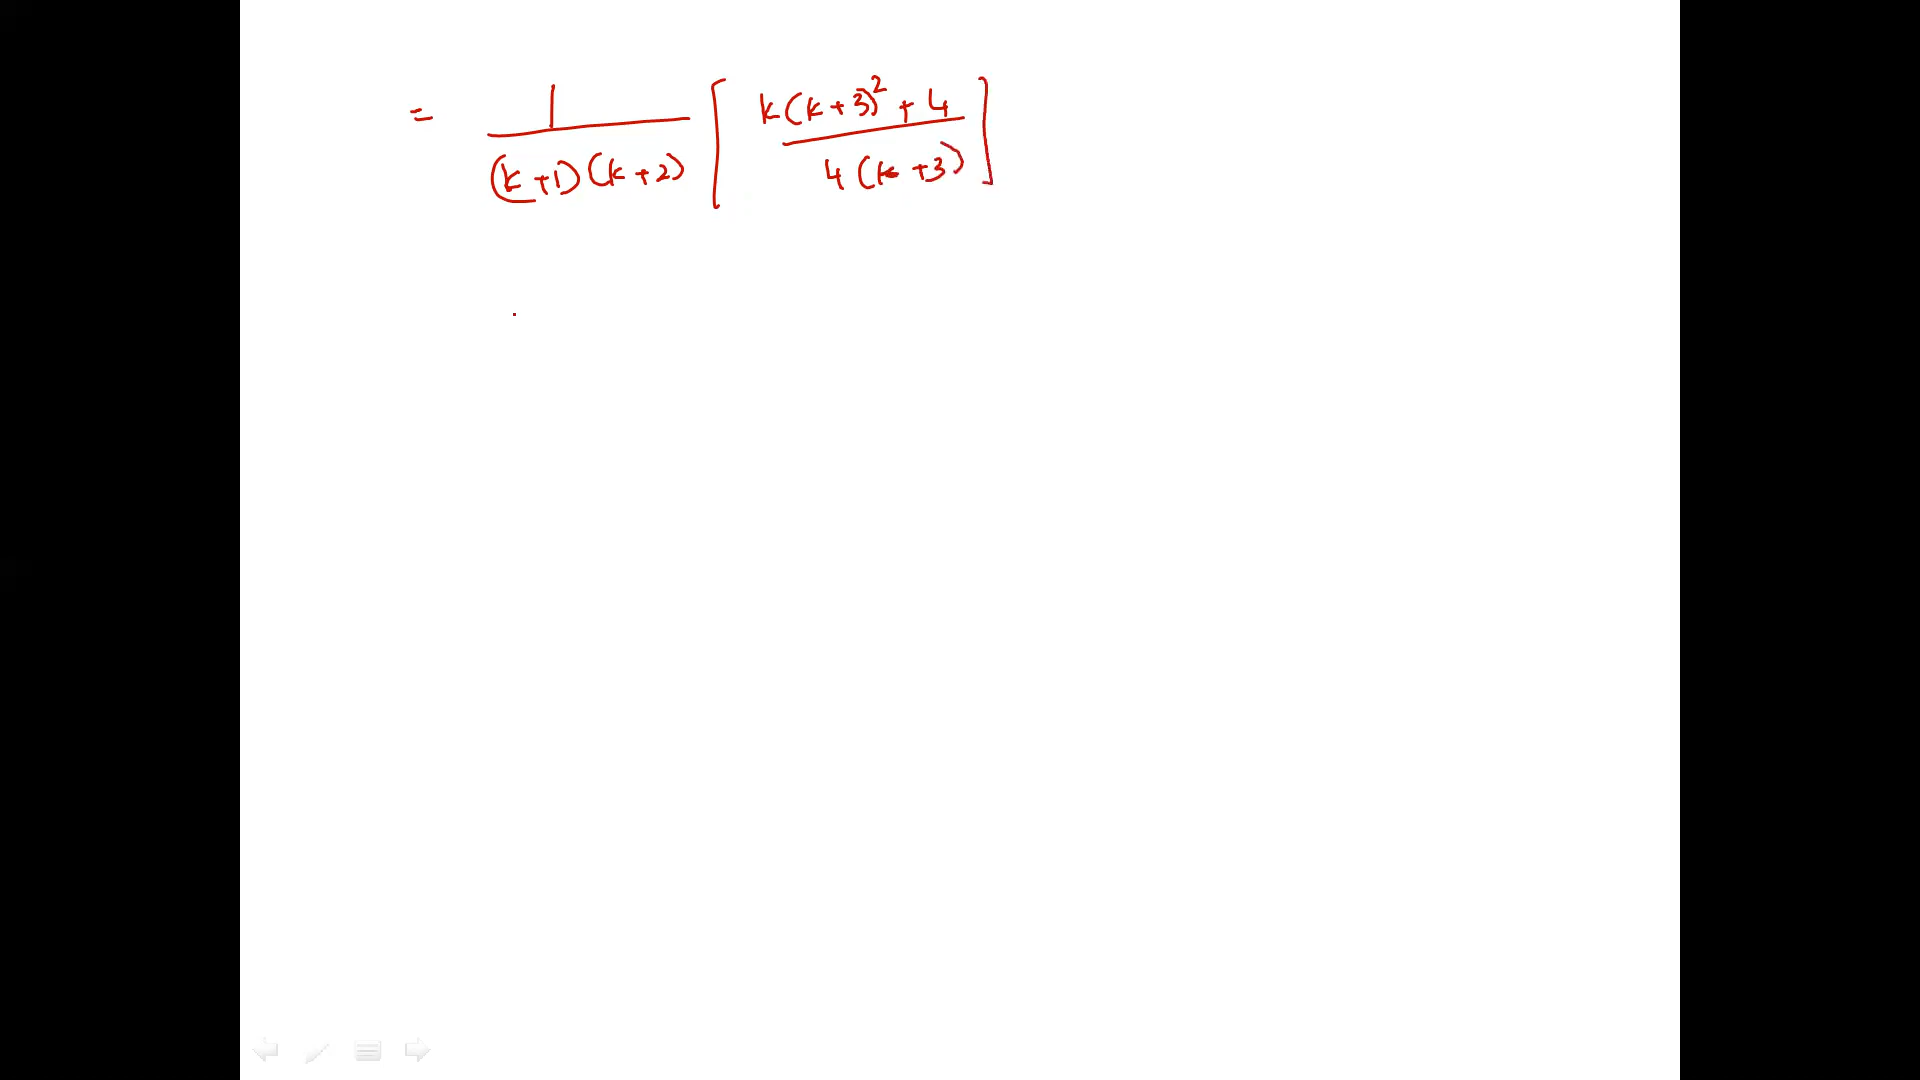 = 1/((k+1)(k+2)) [ (k(k+3)² + 4)/(4(k+3)) ]